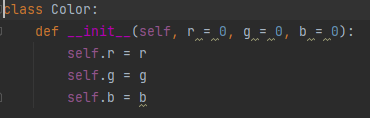 class Color:
    def __init__(self, r = 0, g = 0, b = 0):
        self.r = r
        self.g = g
        self.b = b